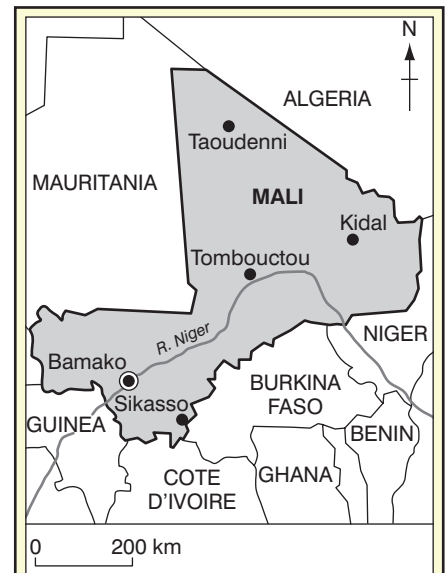 N
ALGERIA
Taoudenni
MAURITANIA
MALI
Kidal
Tombouctou
R. Niger
NIGER
Bamako
BURKINA
FASO
Sikasso
GUINEA
BENIN
COTE
D'IVOIRE
GHANA
0 200 km